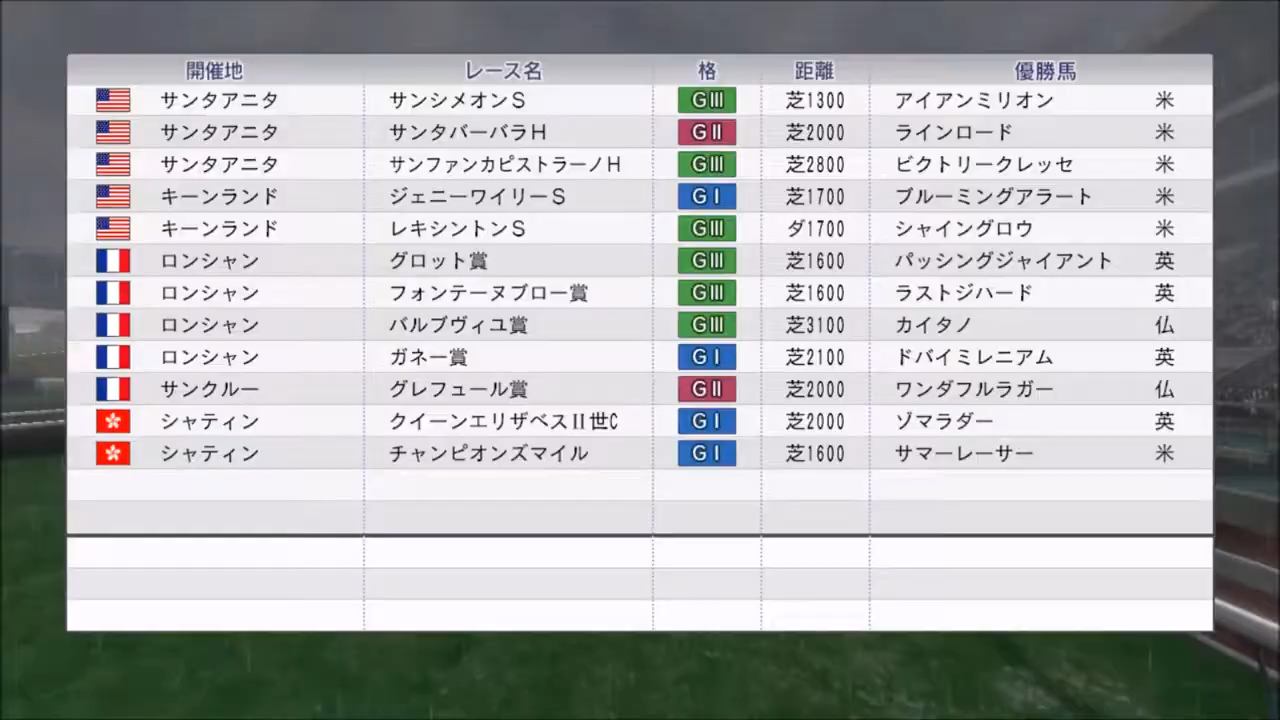 開催地 レース名 格 距離 優勝馬
サンタアニタ サンシメオンS GⅢ 芝1300 アイアンミリオン 米
サンタアニタ サンタバーバラH GⅡ 芝2000 ラインロード 米
サンタアニタ サンファンカピストラーノH GⅢ 芝2800 ビクトリークレッセ 米
キーンランド ジェニーワイリーS GⅠ 芝1700 ブルーミングアラート 米
キーンランド レキシントンS GⅢ ダ1700 シャイングロウ 米
ロンシャン グロット賞 GⅢ 芝1600 パッシングジャイアント 英
ロンシャン フォンテーヌブロー賞 GⅢ 芝1600 ラストジハード 英
ロンシャン バルブヴィユ賞 GⅢ 芝3100 カイタノ 仏
ロンシャン ガネー賞 GⅠ 芝2100 ドバイミレニアム 英
サンクルー グレフュール賞 GⅡ 芝2000 ワンダフルラガー 仏
シャティン クイーンエリザベスⅡ世C GⅠ 芝2000 ゾマラダー 英
シャティン チャンピオンズマイル GⅠ 芝1600 サマーレーサー 米